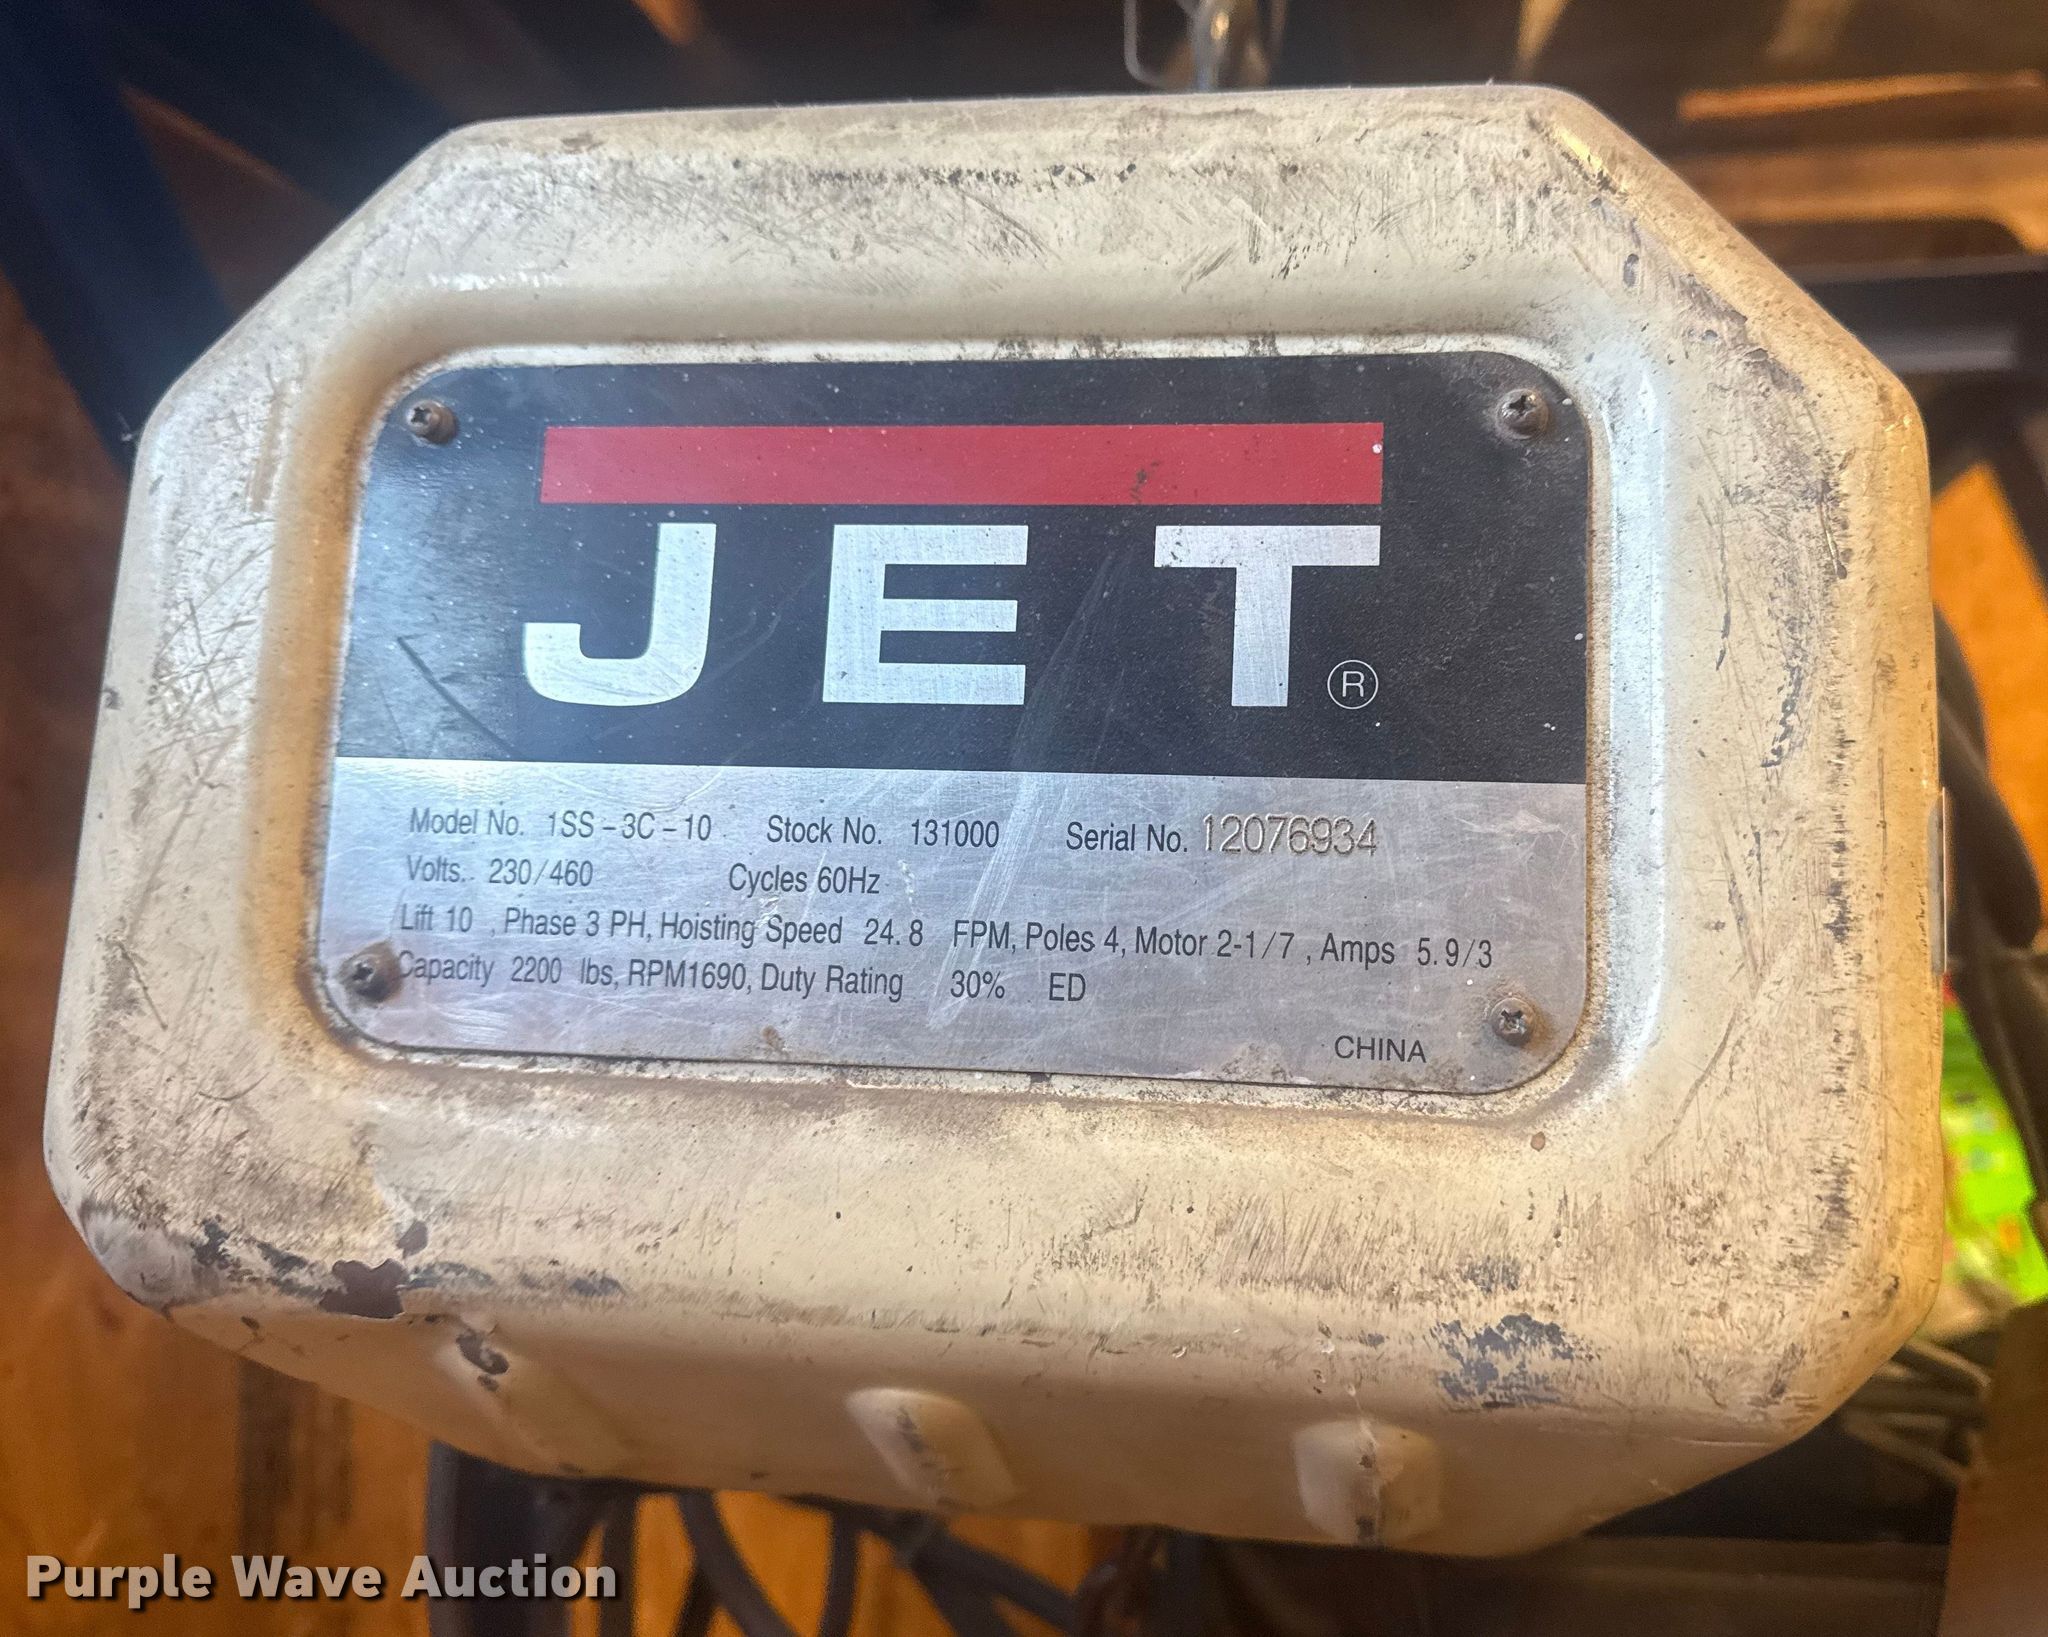 JET®
Model No. 1SS-3C-10 Stock No. 131000 Serial No. 12076934
Volts. 230/460 Cycles 60Hz
Lift 10 , Phase 3 PH, Hoisting Speed 24.8 FPM, Poles 4, Motor 2-1/7 , Amps 5.9/3
Capacity 2200 lbs, RPM1690, Duty Rating 30% ED
CHINA
Purple Wave Auction